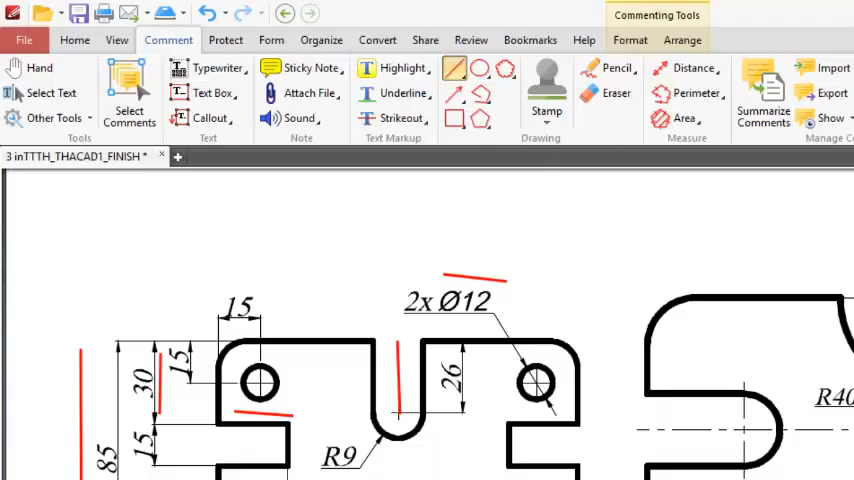 Commenting Tools
File Home View Comment Protect Form Organize Convert Share Review Bookmarks Help Format Arrange
Hand Typewriter Sticky Note Highlight Pencil Distance Import
Select Text Text Box Attach File Underline Eraser Perimeter Export
Select Comments Stamp Summarize Comments
Other Tools Callout Sound Strikeout Area Show
Tools Text Note Text Markup Drawing Measure
3 inTTTH_THACAD1_FINISH *
15
2x Ø12
15
30
26
R40
15
85
R9